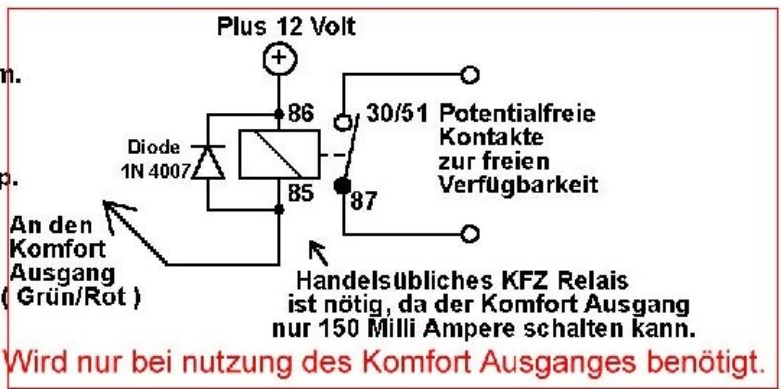 Plus 12 Volt
m.
+
86
30/51 Potentialfreie
Kontakte
zur freien
Verfügbarkeit
Diode
1N 4007
p.
85
87
An den
Komfort
Ausgang
( Grün/Rot )
Handelsübliches KFZ Relais
ist nötig, da der Komfort Ausgang
nur 150 Milli Ampere schalten kann.
Wird nur bei nutzung des Komfort Ausganges benötigt.